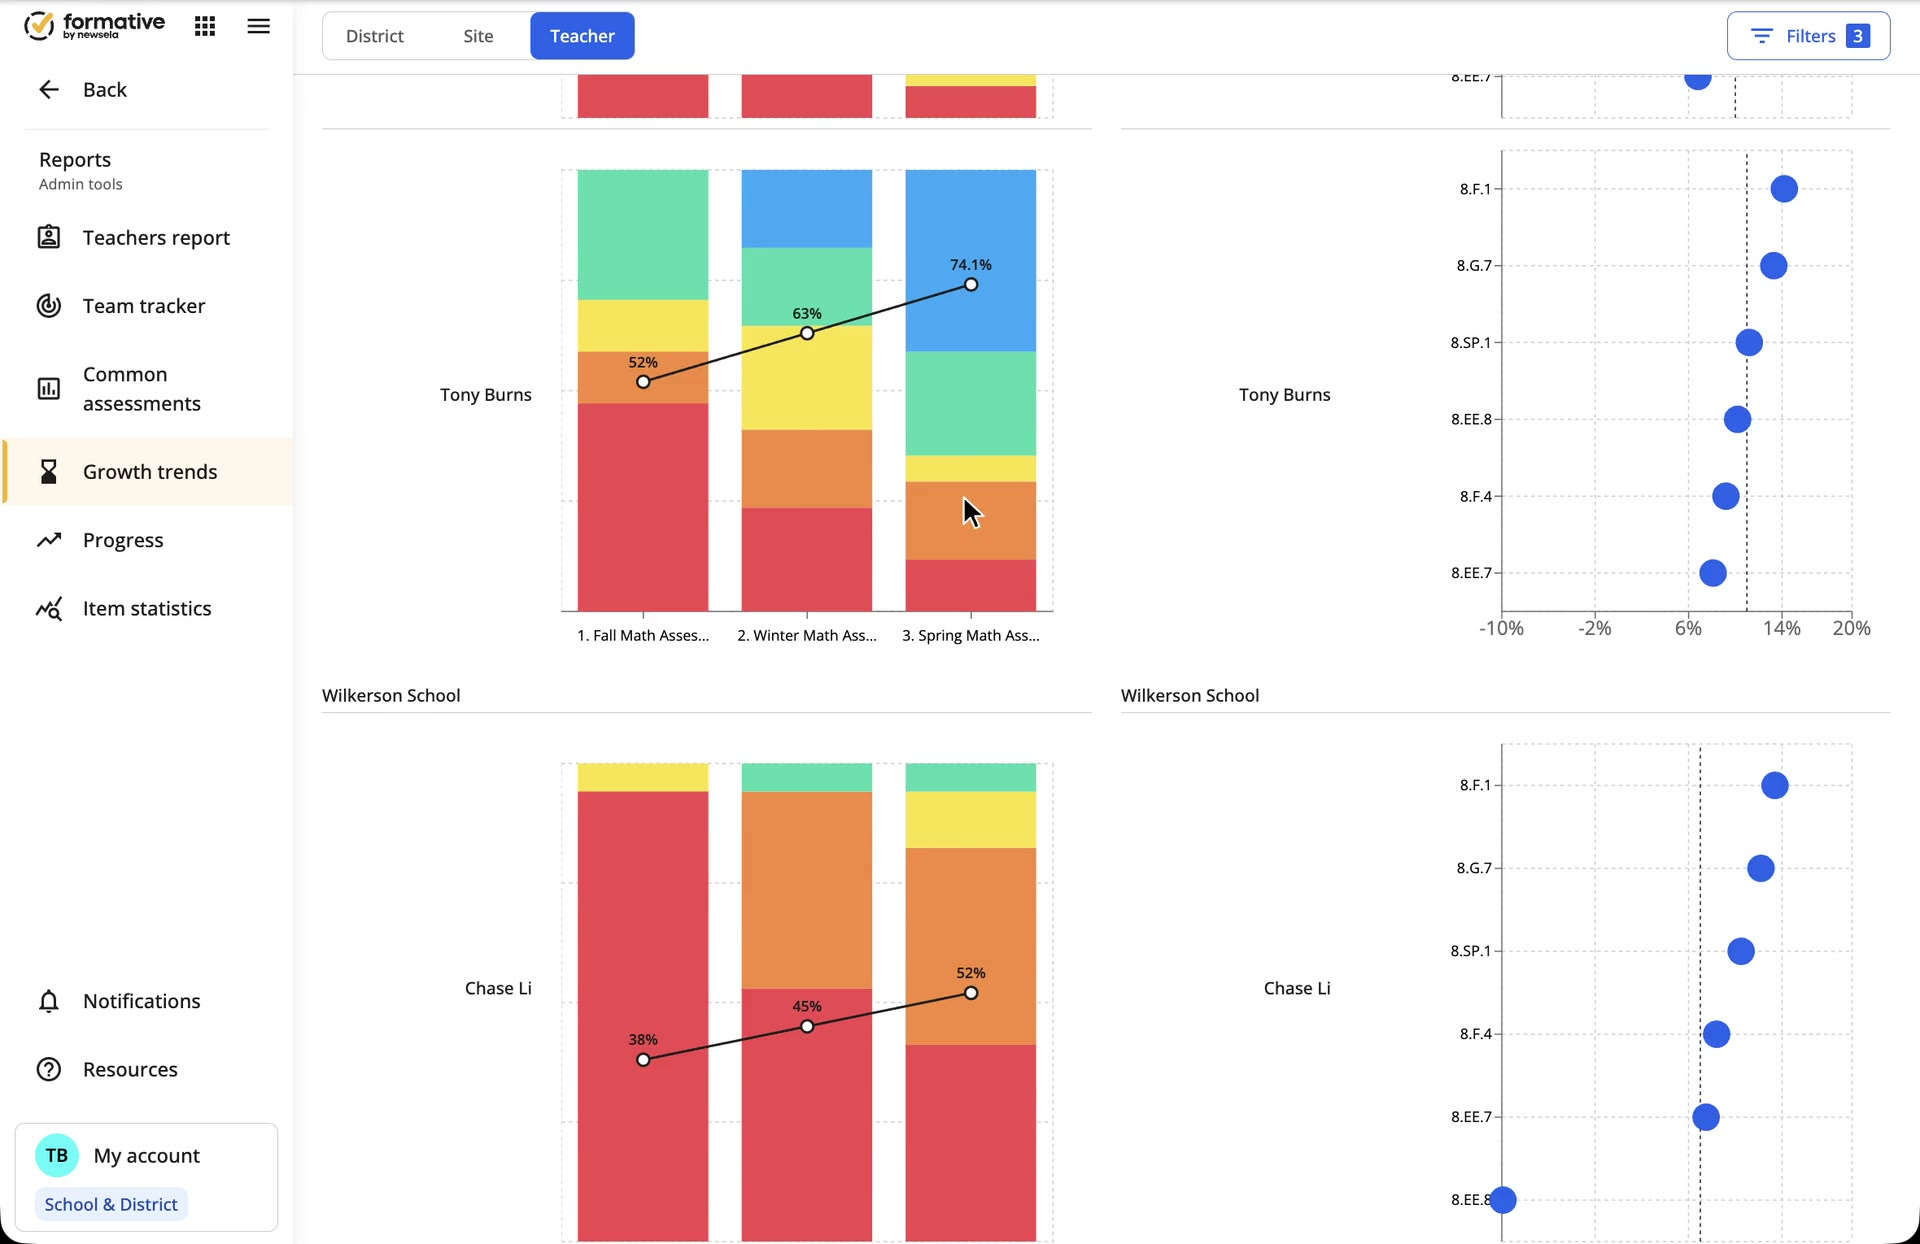 formative
by newsela
Back
Reports
Admin tools
Teachers report
Team tracker
Common
assessments
Growth trends
Progress
Item statistics
Notifications
Resources
TB
My account
School & District
District
Site
Teacher
Filters
3
8.EE.7
Tony Burns
52%
63%
74.1%
1. Fall Math Asses...
2. Winter Math Ass...
3. Spring Math Ass...
Tony Burns
8.F.1
8.G.7
8.SP.1
8.EE.8
8.F.4
8.EE.7
-10%
-2%
6%
14%
20%
Wilkerson School
Wilkerson School
Chase Li
38%
45%
52%
Chase Li
8.F.1
8.G.7
8.SP.1
8.F.4
8.EE.7
8.EE.8